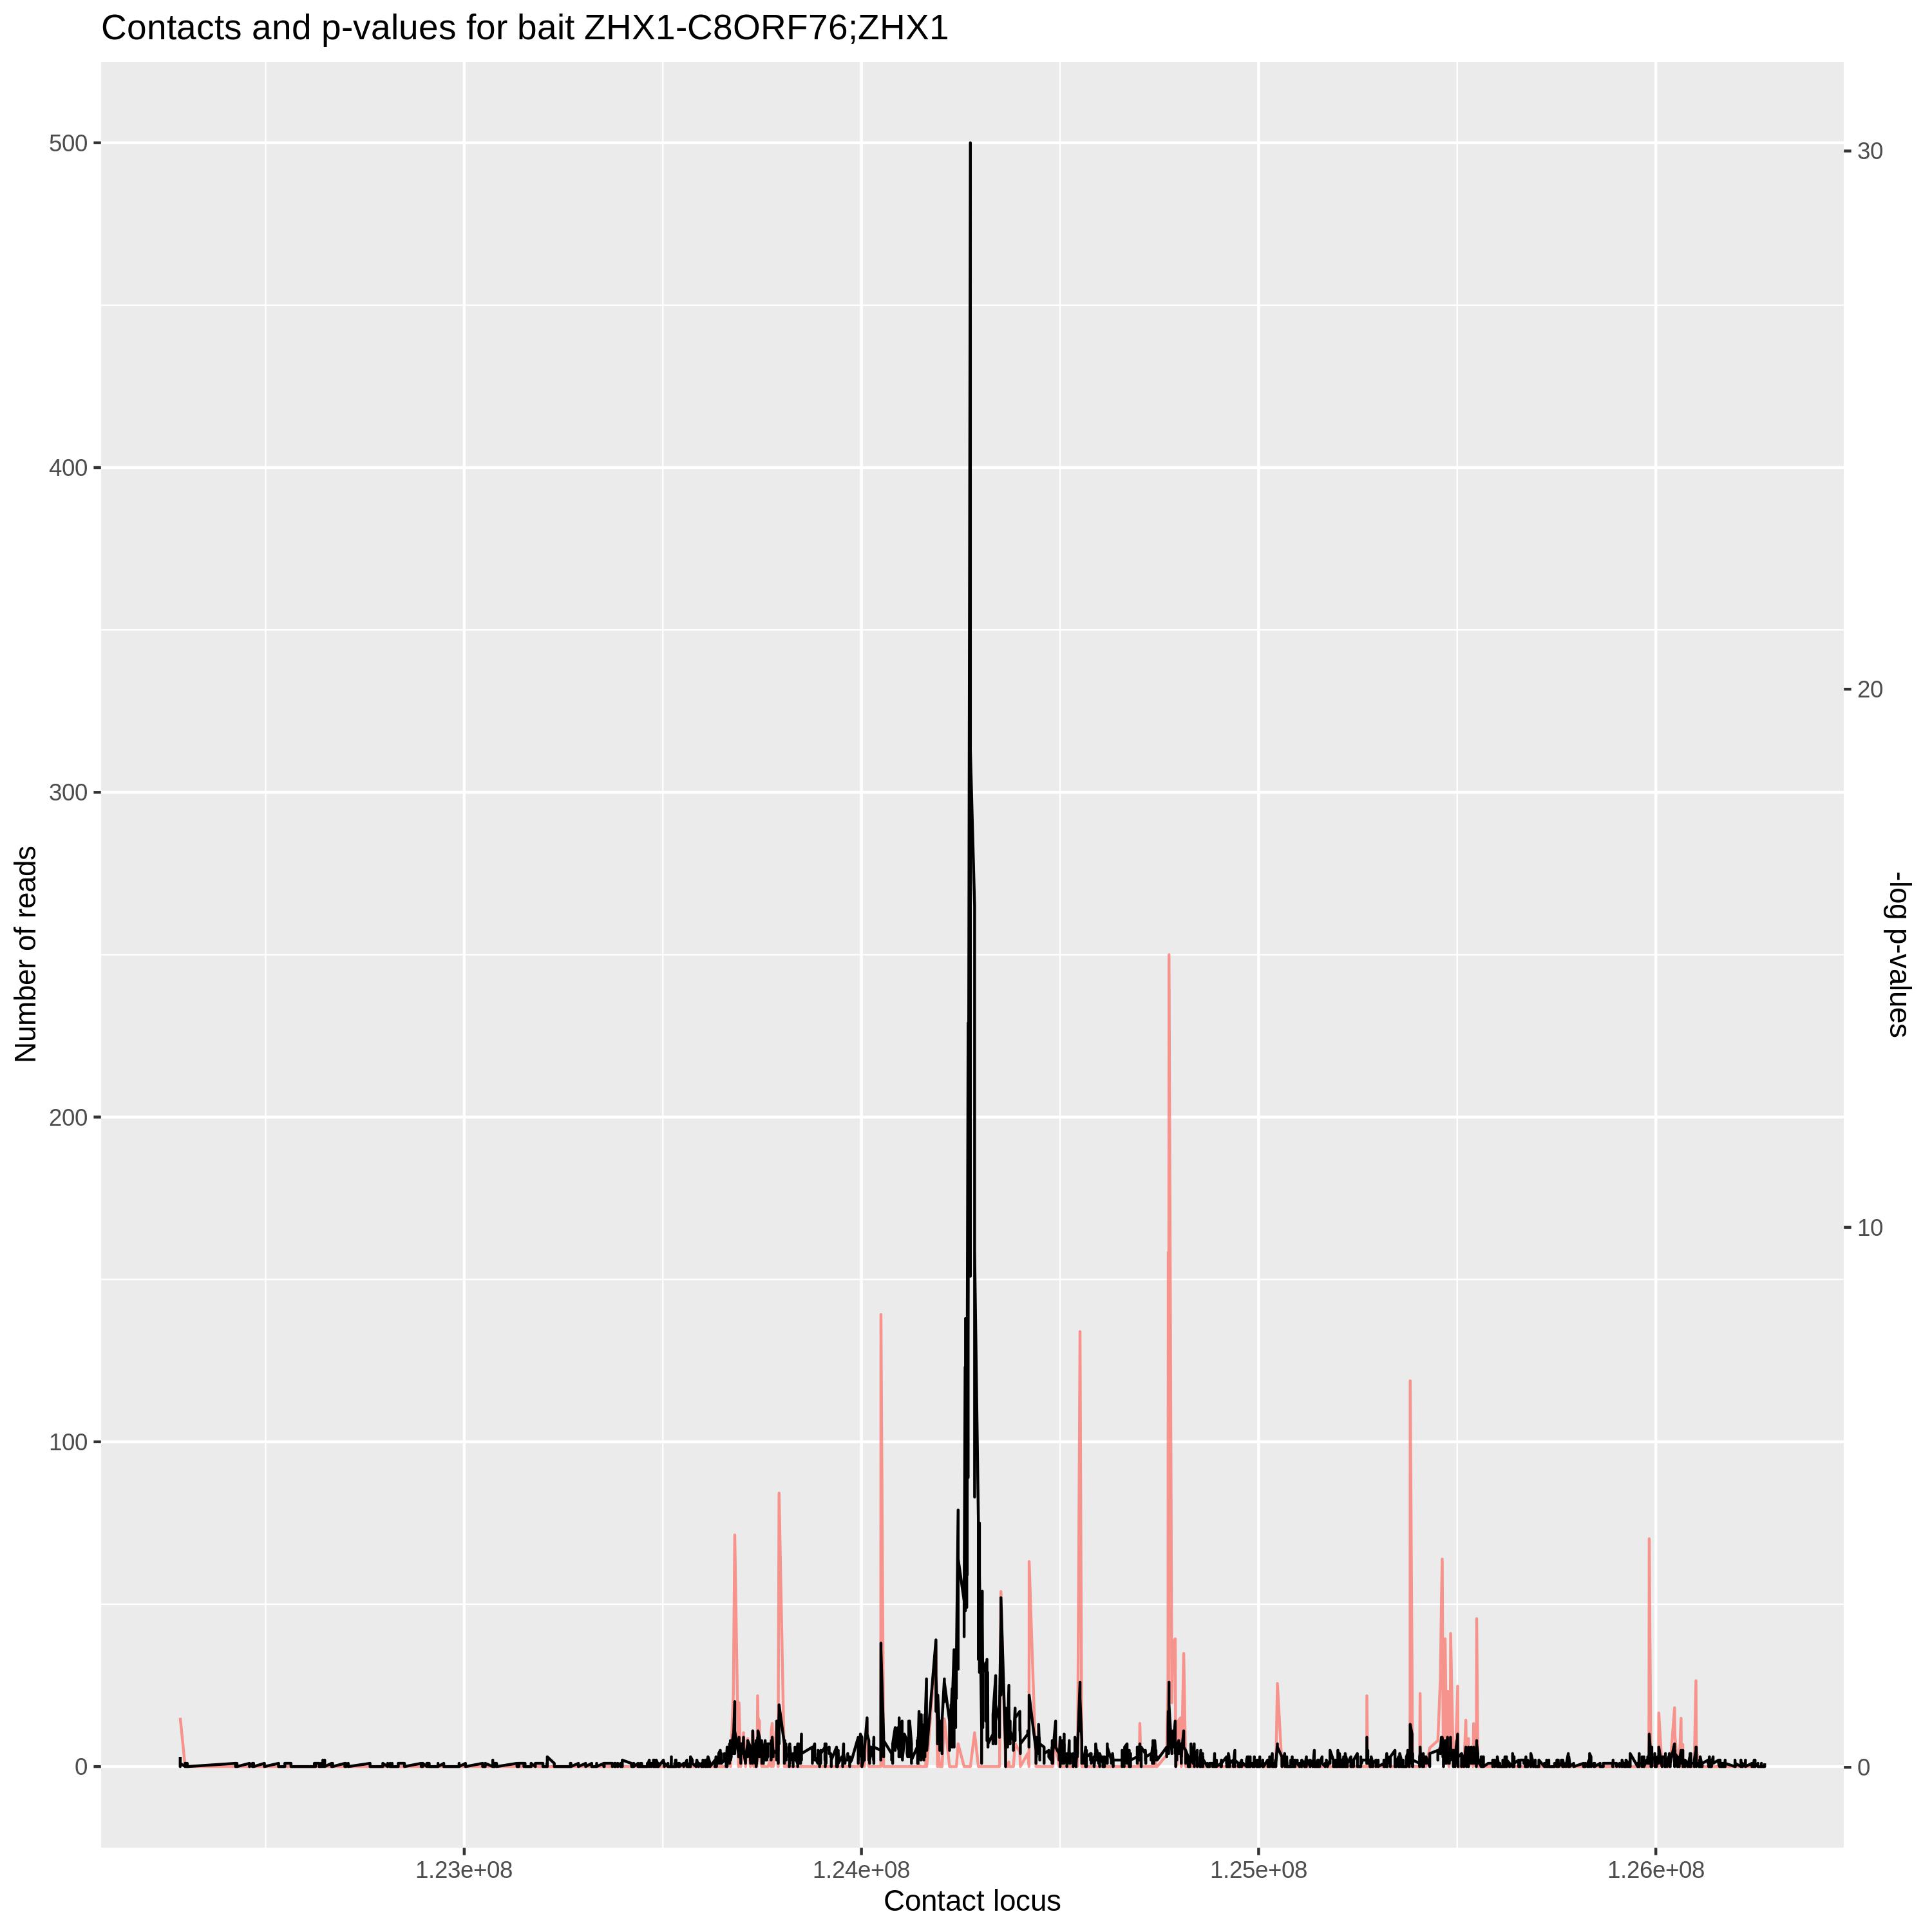 Contacts and p-values for bait ZHX1-C8ORF76;ZHX1
500
400
300
200
100
0
Number of reads
30
20
10
0
-log p-values
1.23e+08
1.24e+08
1.25e+08
1.26e+08
Contact locus